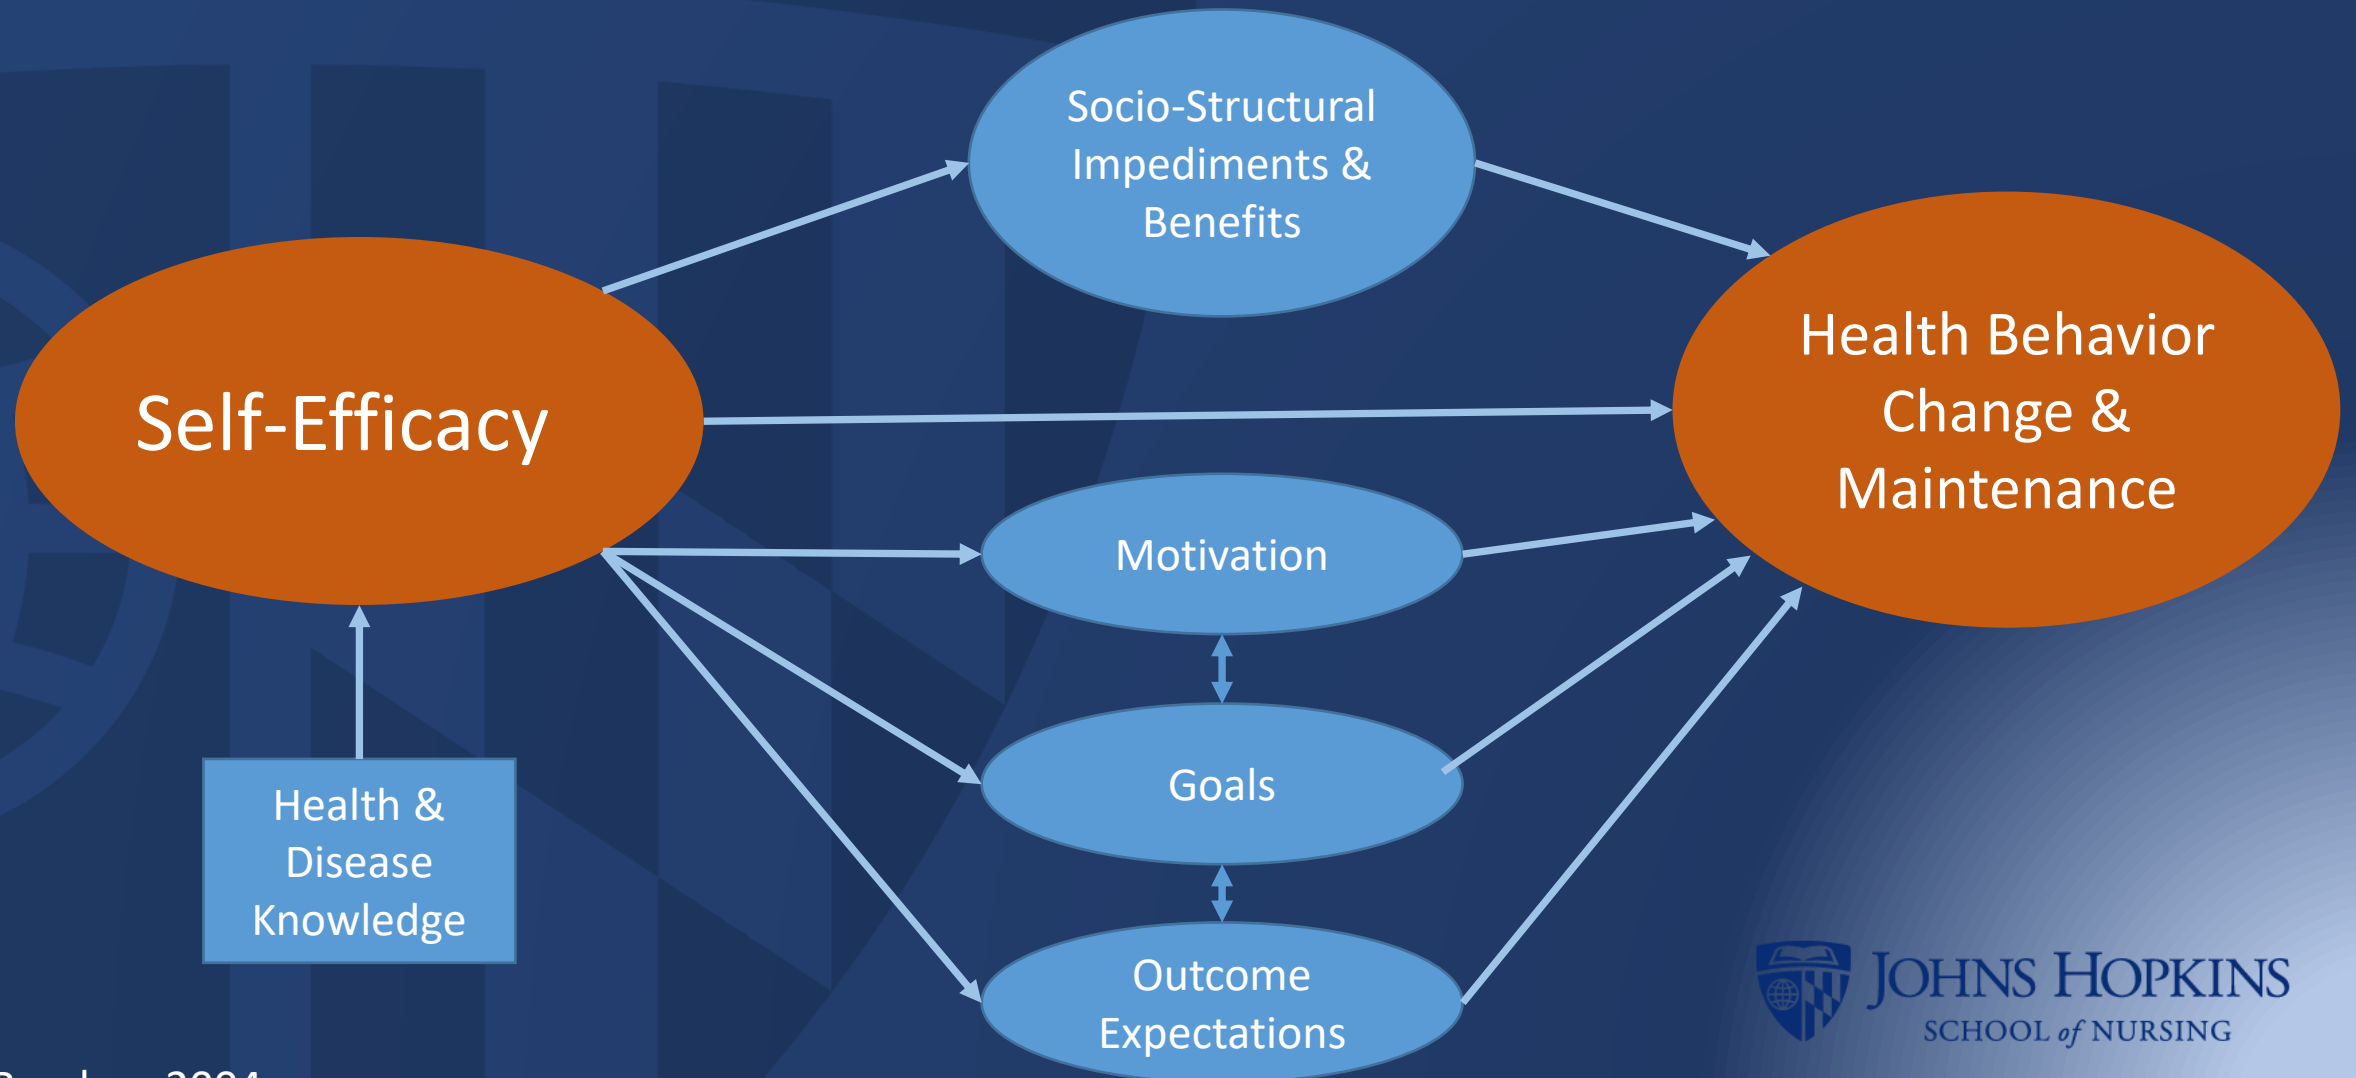 Socio-Structural
Impediments &
Benefits
Self-Efficacy
Health Behavior
Change &
Maintenance
Motivation
Goals
Health &
Disease
Knowledge
Outcome
Expectations
JOHNS HOPKINS
SCHOOL of NURSING